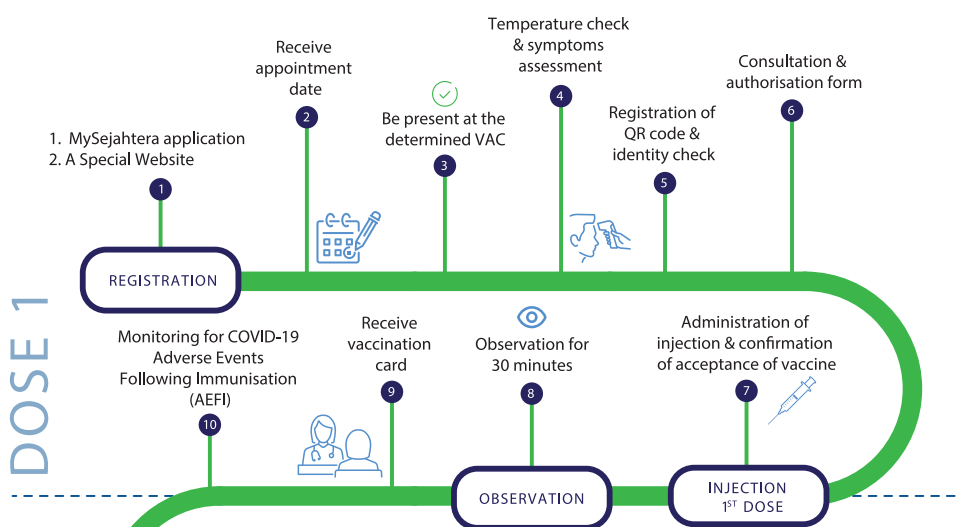 DOSE 1
1. MySejahtera application
2. A Special Website
1
REGISTRATION
Receive
appointment
date
2
Be present at the
determined VAC
3
Temperature check
& symptoms
assessment
4
Registration of
QR code &
identity check
5
Consultation &
authorisation form
6
Administration of
injection & confirmation
of acceptance of vaccine
7
INJECTION
1ST DOSE
Observation for
30 minutes
8
OBSERVATION
Receive
vaccination
card
9
Monitoring for COVID-19
Adverse Events
Following Immunisation
(AEFI)
10